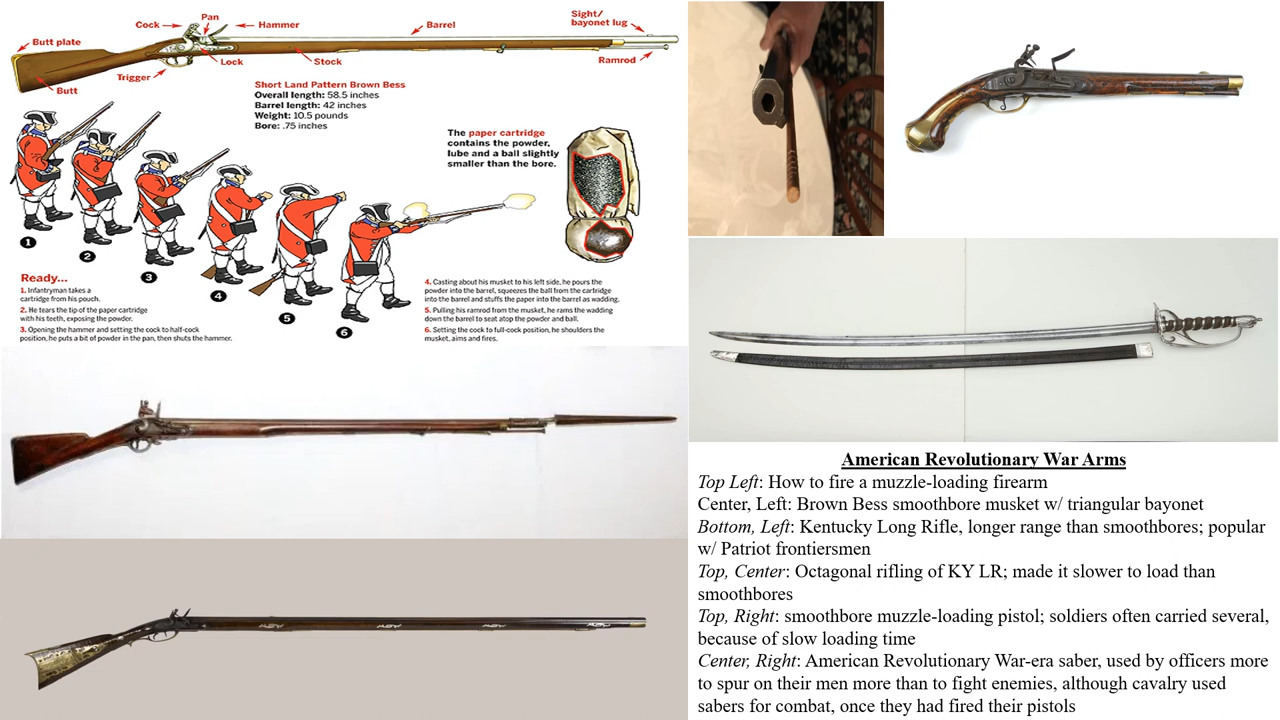 Cock
Pan
Hammer
Barrel
Sight/
bayonet lug
Butt plate
Trigger
Lock
Stock
Ramrod
Butt
Short Land Pattern Brown Bess
Overall length: 58.5 inches
Barrel length: 42 inches
Weight: 10.5 pounds
Bore: .75 inches
The paper cartridge
contains the powder,
lube and a ball slightly
smaller than the bore.
1
2
3
4
5
6
Ready...
1. Infantryman takes a
cartridge from his pouch.
2. He tears the tip of the paper cartridge
with his teeth, exposing the powder.
3. Opening the hammer and setting the cock to half-cock
position, he puts a bit of powder in the pan, then shuts the hammer.
4. Casting about his musket to his left side, he pours the
powder into the barrel, squeezes the ball from the cartridge
into the barrel and stuffs the paper into the barrel as wadding.
5. Pulling his ramrod from the musket, he rams the wadding
down the barrel to seat atop the powder and ball.
6. Setting the cock to full-cock position, he shoulders the
musket, aims and fires.
American Revolutionary War Arms
Top Left: How to fire a muzzle-loading firearm
Center, Left: Brown Bess smoothbore musket w/ triangular bayonet
Bottom, Left: Kentucky Long Rifle, longer range than smoothbores; popular
w/ Patriot frontiersmen
Top, Center: Octagonal rifling of KY LR; made it slower to load than
smoothbores
Top, Right: smoothbore muzzle-loading pistol; soldiers often carried several,
because of slow loading time
Center, Right: American Revolutionary War-era saber, used by officers more
to spur on their men more than to fight enemies, although cavalry used
sabers for combat, once they had fired their pistols